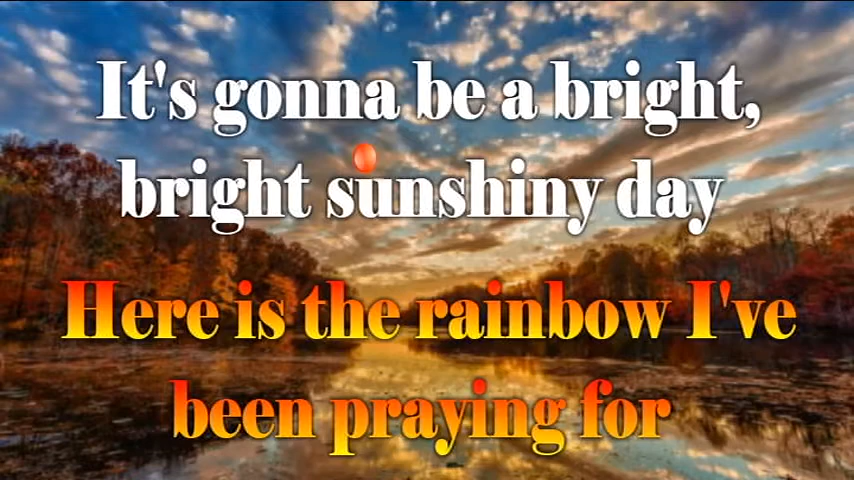 It's gonna be a bright,
bright sunshiny day
Here is the rainbow I've
been praying for